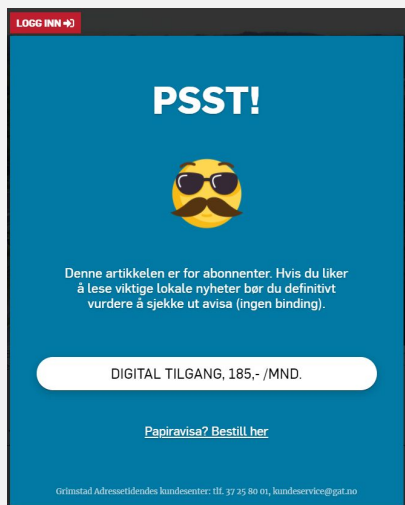 LOGG INN
PSST!
Denne artikkelen er for abonnenter. Hvis du liker
å lese viktige lokale nyheter bør du definitivt
vurdere å sjekke ut avisa (ingen binding).
DIGITAL TILGANG, 185,- /MND.
Papiravisa? Bestill her
Grimstad Adressetidendes kundesenter: tlf. 37 25 80 01, kundeservice@gat.no